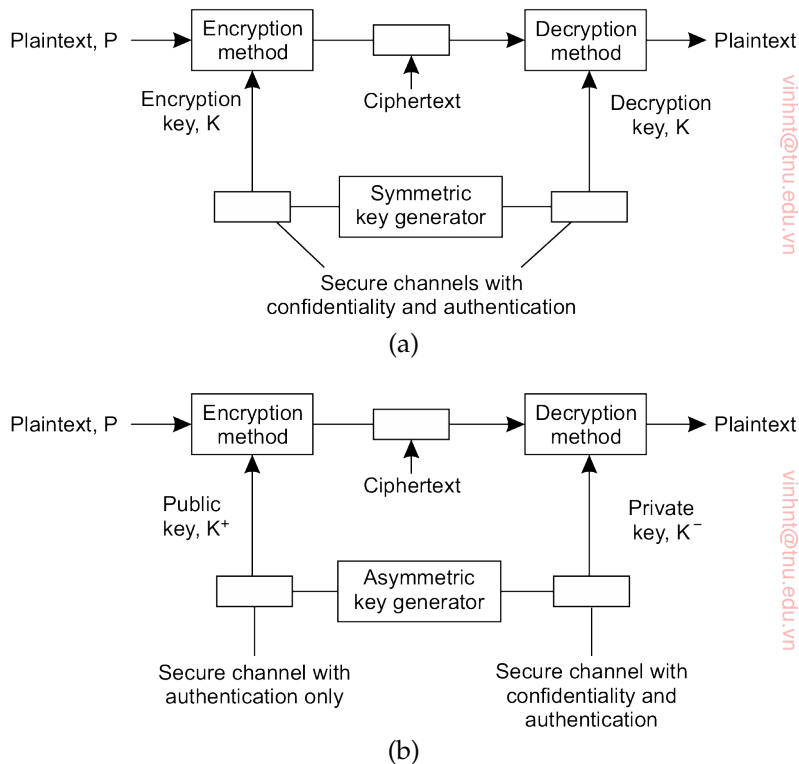 Plaintext, P
Encryption
method
Decryption
method
Plaintext
Ciphertext
Encryption
key, K
Decryption
key, K
Symmetric
key generator
Secure channels with
confidentiality and authentication
(a)
vinhnt@tnu.edu.vn
Plaintext, P
Encryption
method
Decryption
method
Plaintext
Ciphertext
Public
key, K⁺
Private
key, K⁻
Asymmetric
key generator
Secure channel with
authentication only
Secure channel with
confidentiality and
authentication
(b)
vinhnt@tnu.edu.vn